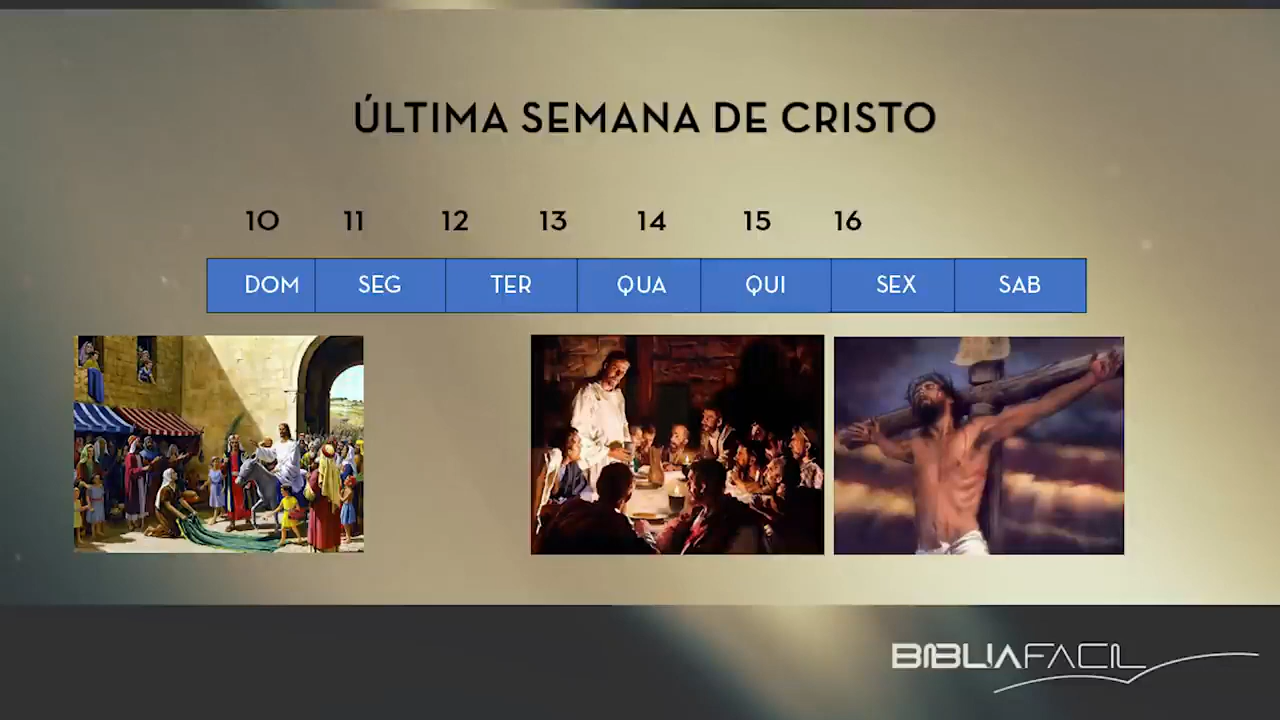 ÚLTIMA SEMANA DE CRISTO
10 11 12 13 14 15 16
DOM SEG TER QUA QUI SEX SAB
BIBLIAFACIL